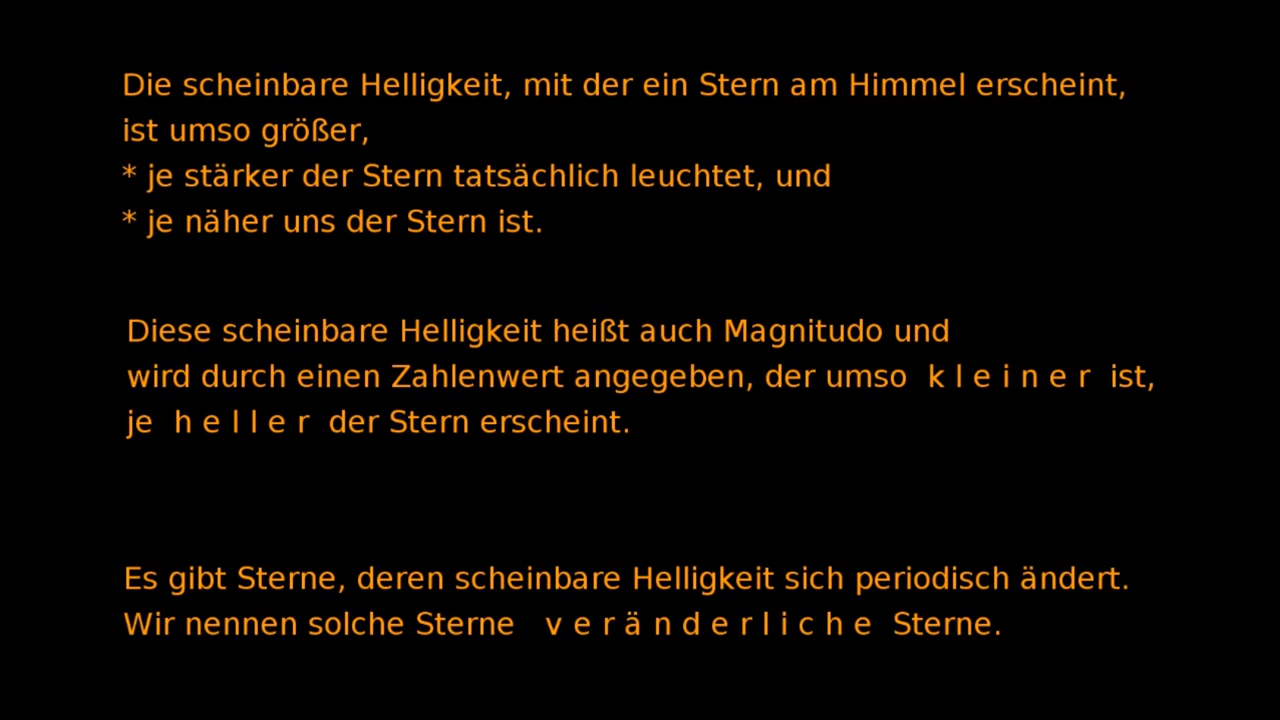 Die scheinbare Helligkeit, mit der ein Stern am Himmel erscheint,
ist umso größer,
* je stärker der Stern tatsächlich leuchtet, und
* je näher uns der Stern ist.
Diese scheinbare Helligkeit heißt auch Magnitudo und
wird durch einen Zahlenwert angegeben, der umso  k l e i n e r  ist,
je  h e l l e r  der Stern erscheint.
Es gibt Sterne, deren scheinbare Helligkeit sich periodisch ändert.
Wir nennen solche Sterne   v e r ä n d e r l i c h e  Sterne.